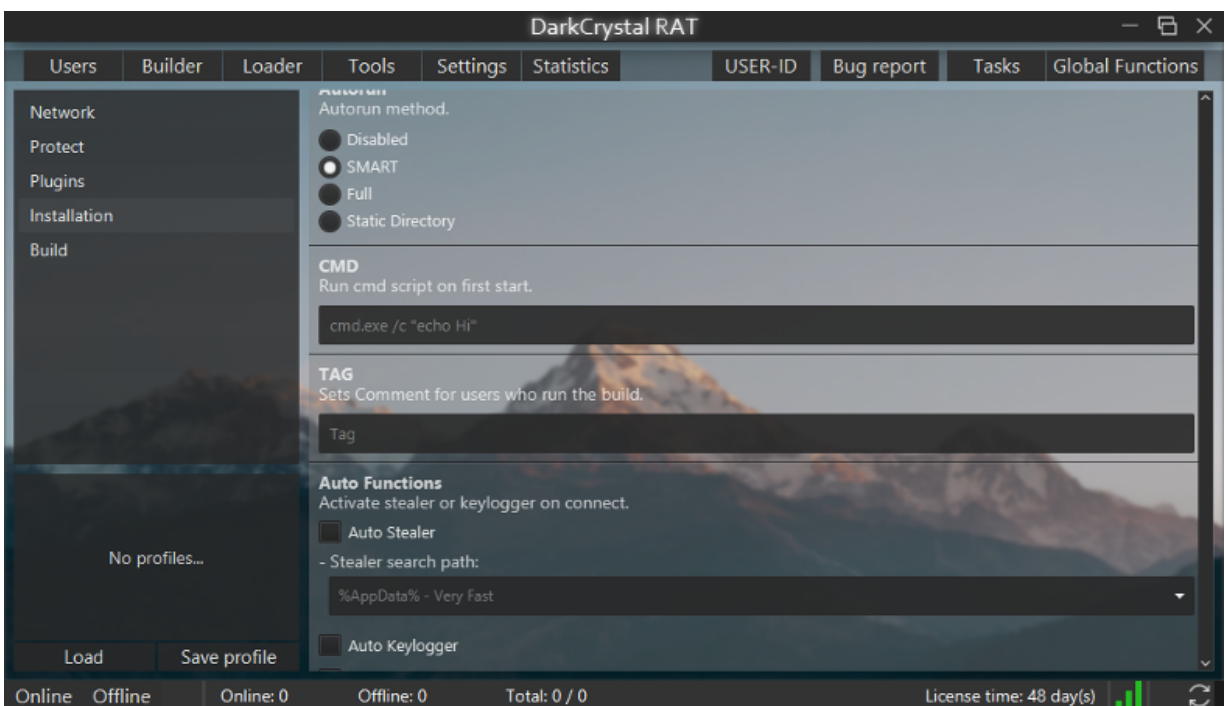 DarkCrystal RAT
Users Builder Loader Tools Settings Statistics USER-ID Bug report Tasks Global Functions
Network
Protect
Plugins
Installation
Build
No profiles...
Load Save profile
Autorun
Autorun method.
Disabled
SMART
Full
Static Directory
CMD
Run cmd script on first start.
cmd.exe /c "echo Hi"
TAG
Sets Comment for users who run the build.
Tag
Auto Functions
Activate stealer or keylogger on connect.
Auto Stealer
- Stealer search path:
%AppData% - Very Fast
Auto Keylogger
Online Offline Online: 0 Offline: 0 Total: 0 / 0 License time: 48 day(s)